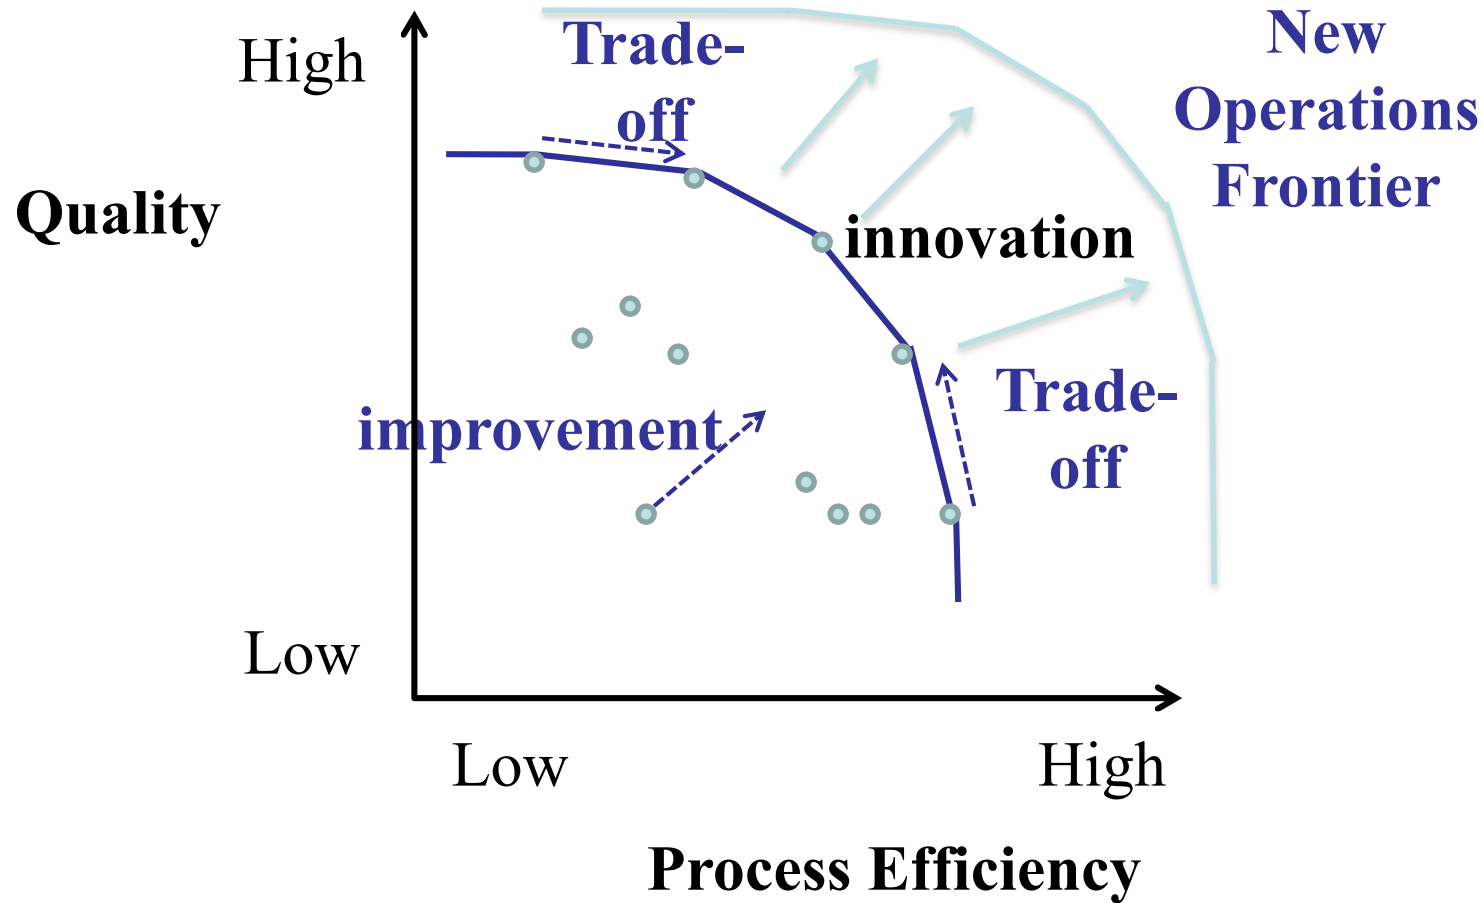 High
Trade-
off
New
Operations
Frontier
Quality
innovation
improvement
Trade-
off
Low
Low
High
Process Efficiency